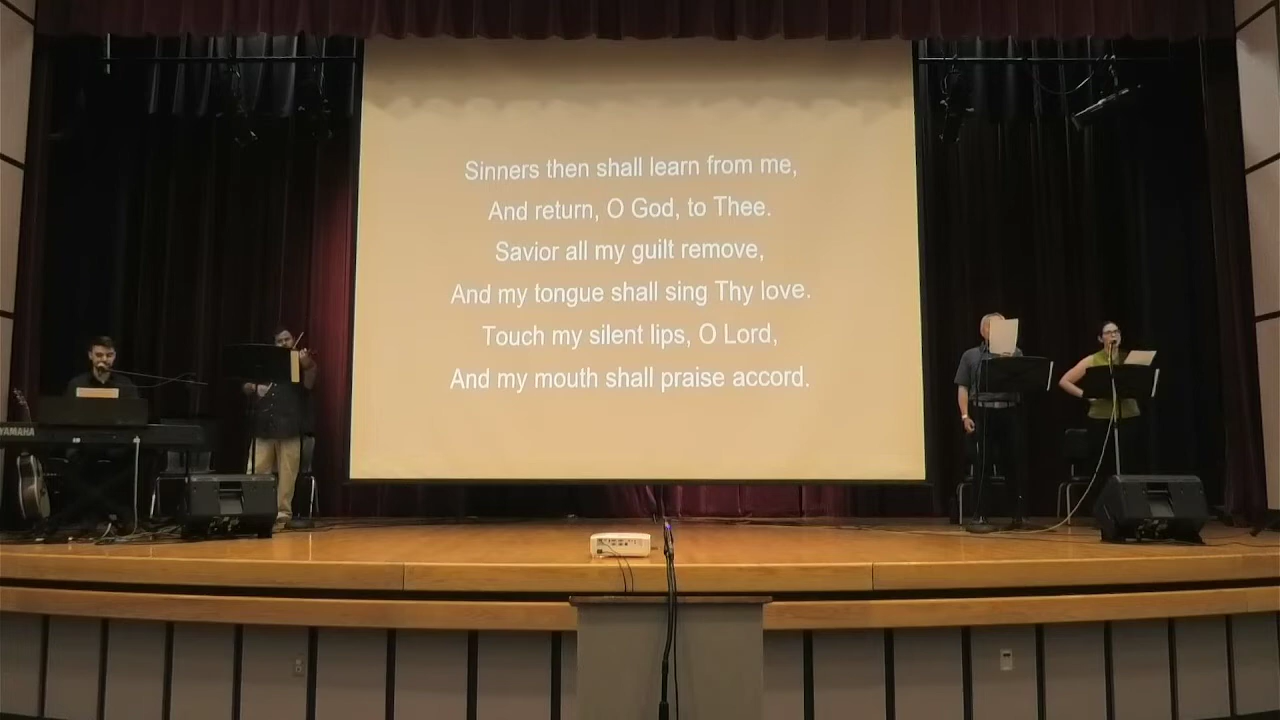 Sinners then shall learn from me,
And return, O God, to Thee.
Savior all my guilt remove,
And my tongue shall sing Thy love.
Touch my silent lips, O Lord,
And my mouth shall praise accord.
YAMAHA